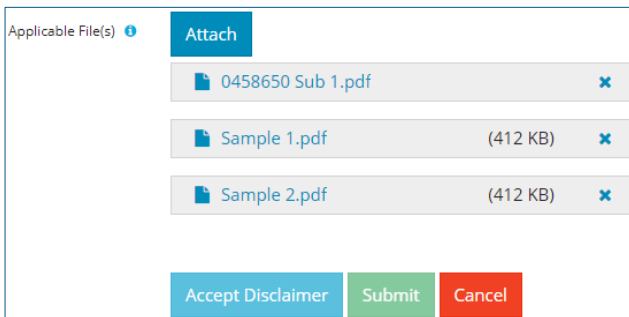 Applicable File(s)
Attach
0458650 Sub 1.pdf
Sample 1.pdf (412 KB)
Sample 2.pdf (412 KB)
Accept Disclaimer Submit Cancel